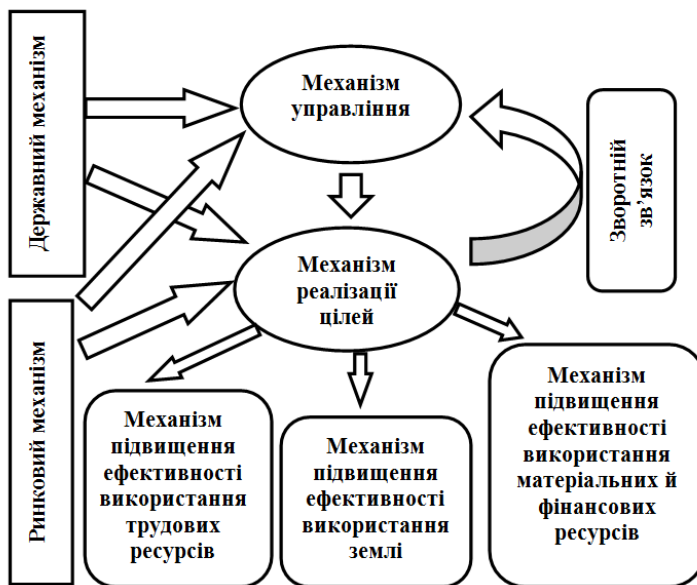 Державний механізм
Механізм
управління
Зворотній
зв’язок
Механізм
реалізації
цілей
Ринковий механізм
Механізм
підвищення
ефективності
використання
трудових
ресурсів
Механізм
підвищення
ефективності
використання
землі
Механізм
підвищення
ефективності
використання
матеріальних й
фінансових
ресурсів